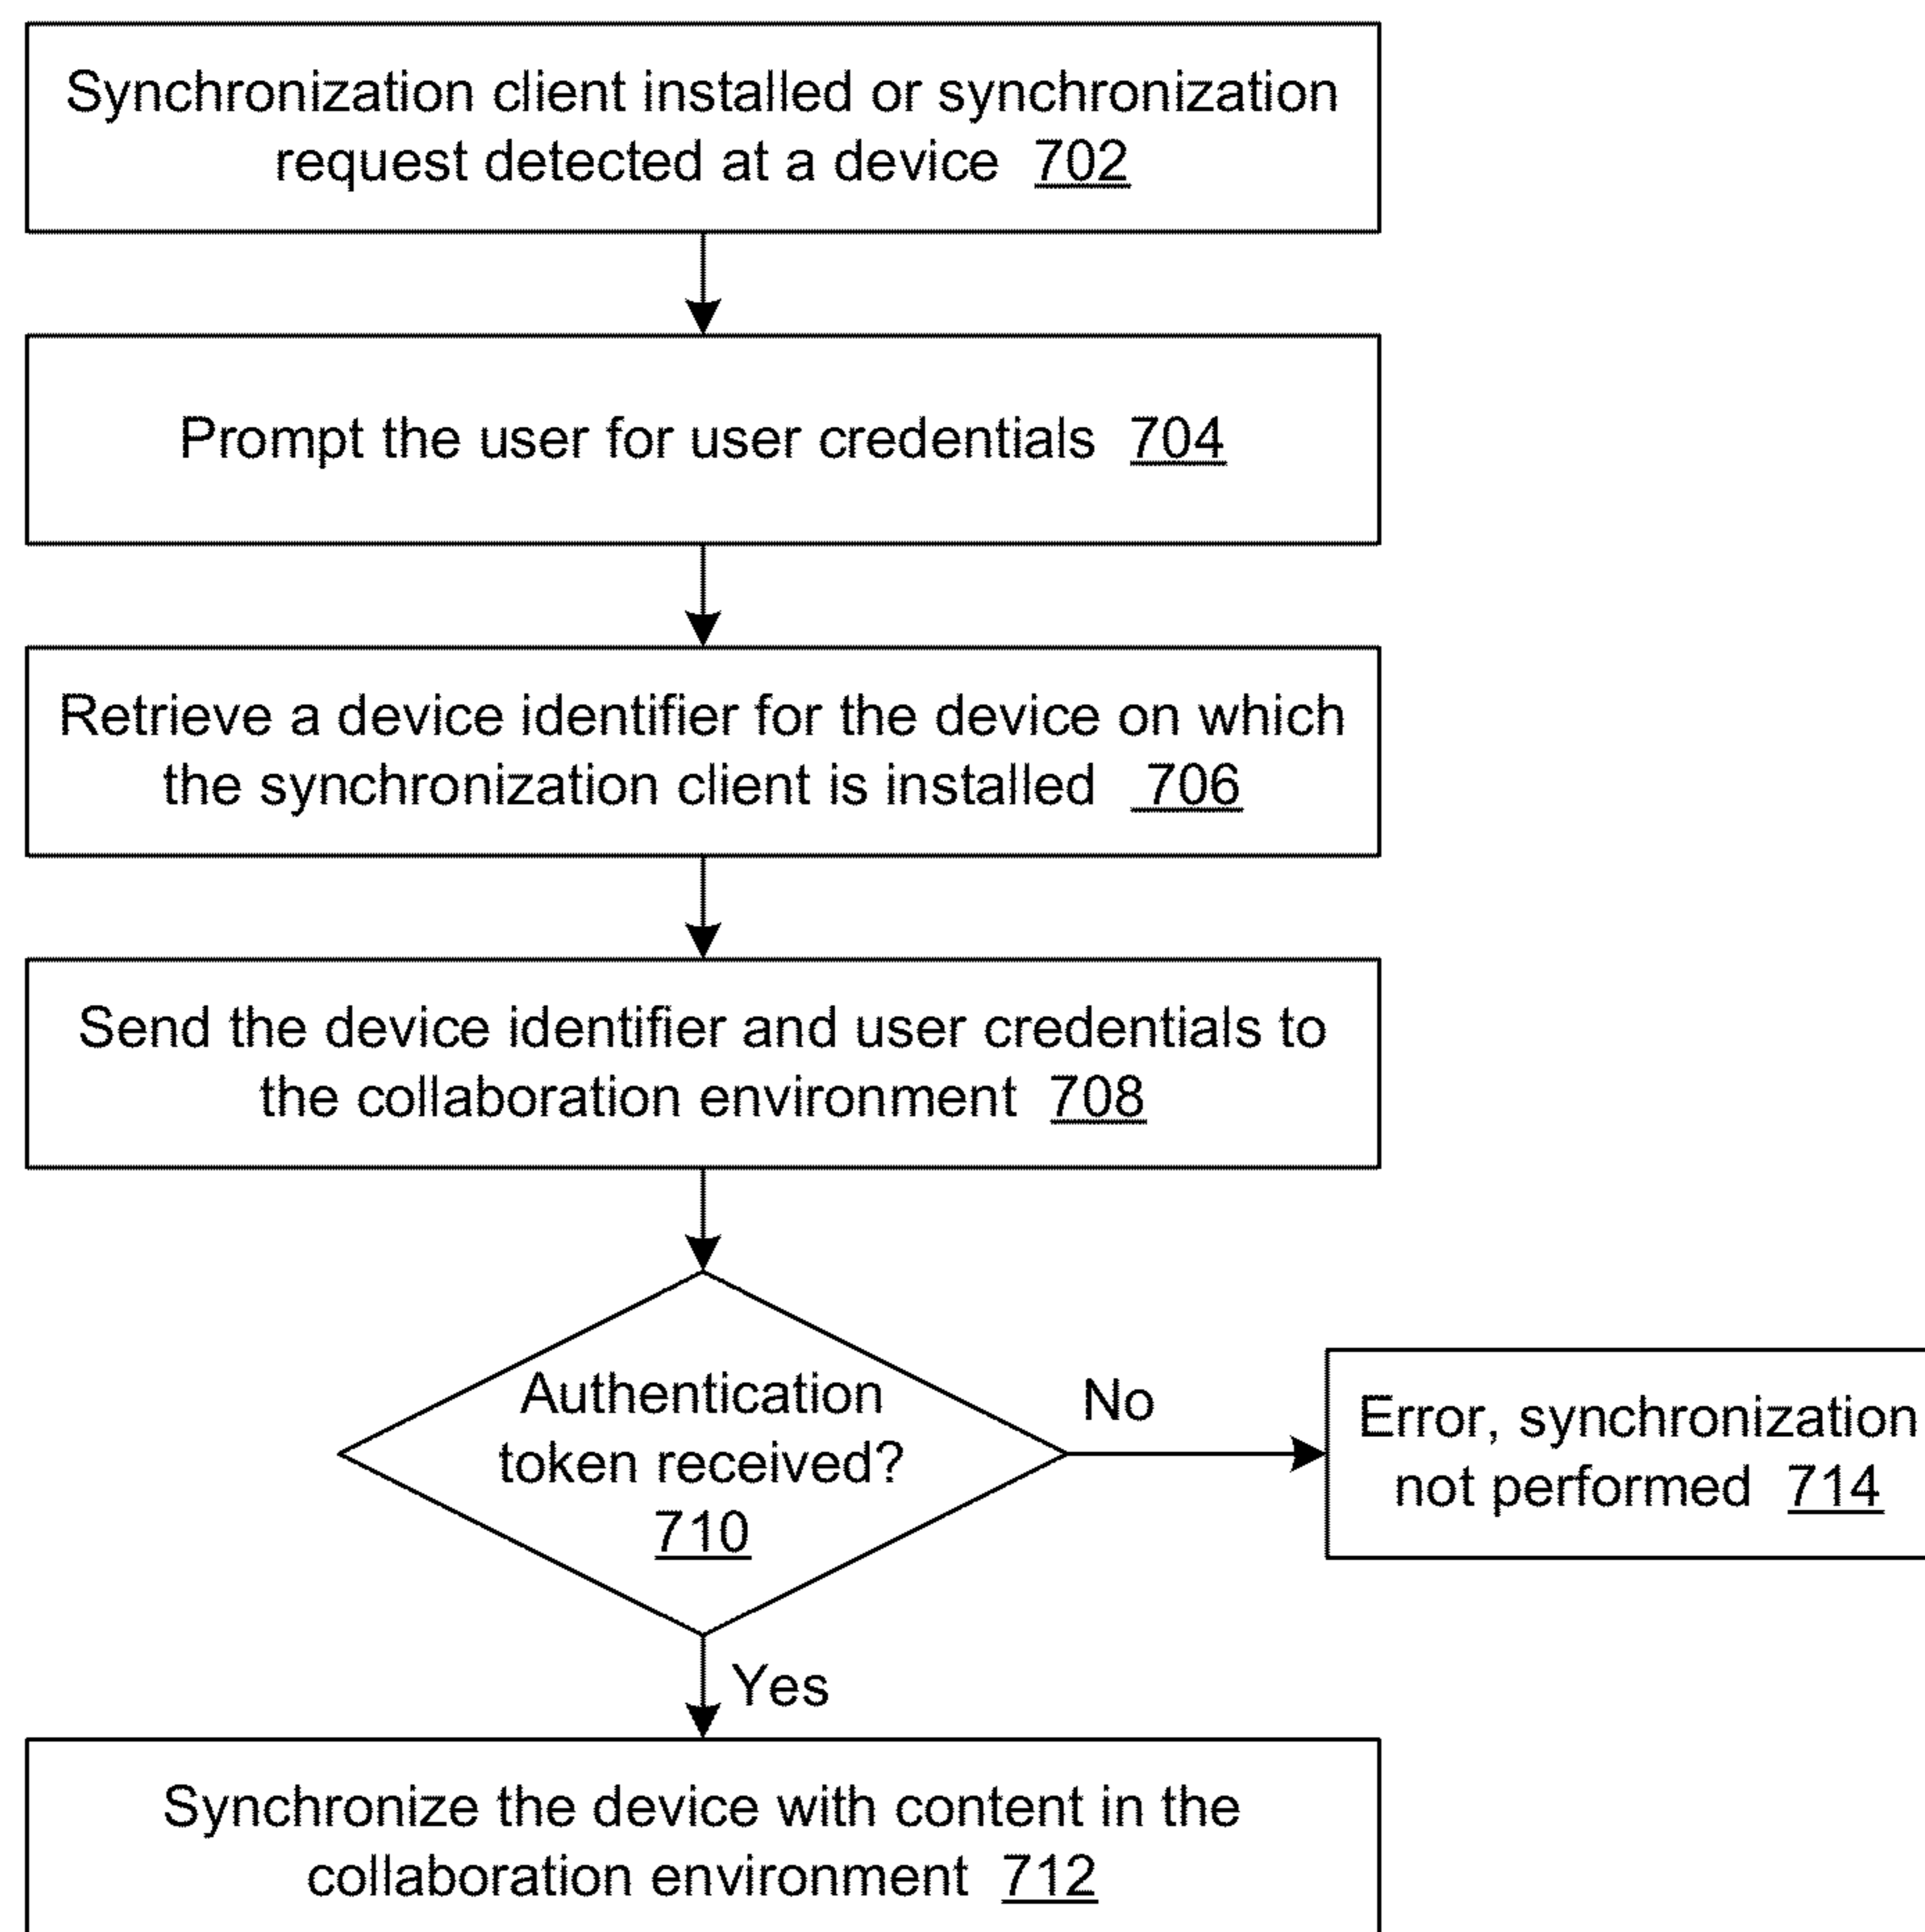 Synchronization client installed or synchronization
request detected at a device 702
Prompt the user for user credentials 704
Retrieve a device identifier for the device on which
the synchronization client is installed 706
Send the device identifier and user credentials to
the collaboration environment 708
Authentication
token received?
710
No
Error, synchronization
not performed 714
Yes
Synchronize the device with content in the
collaboration environment 712